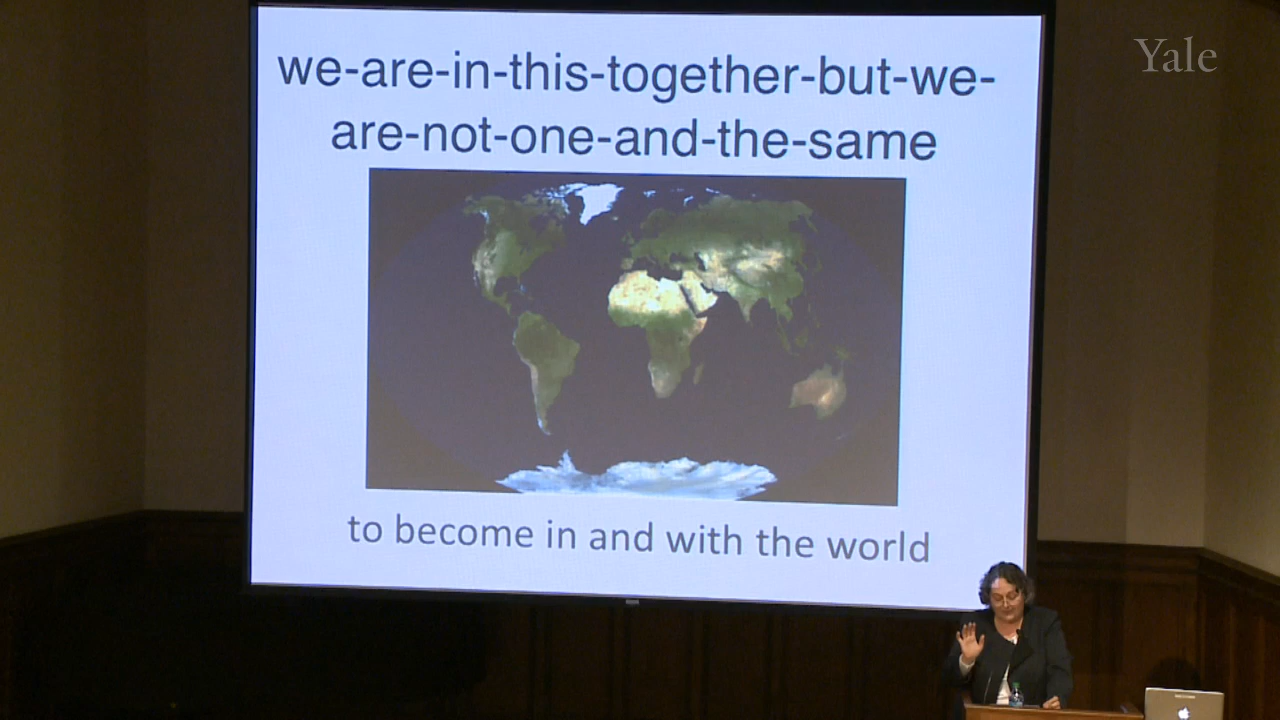 Yale
we-are-in-this-together-but-we-
are-not-one-and-the-same
to become in and with the world